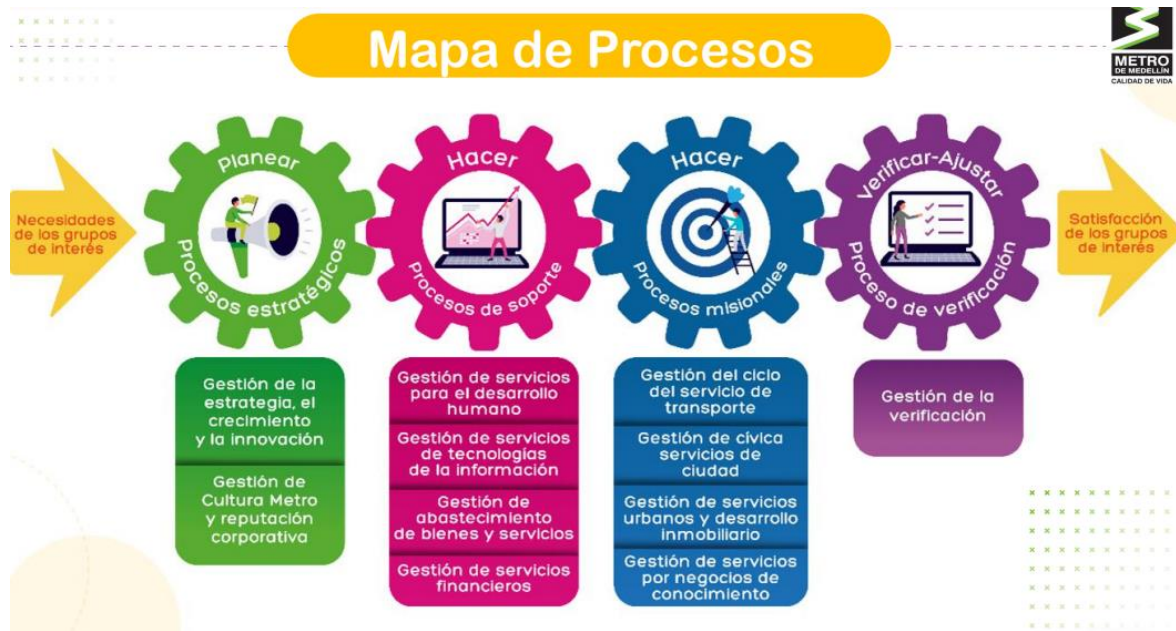 Mapa de Procesos
METRO
DE MEDELLÍN
CALIDAD DE VIDA
Necesidades
de los grupos
de interés
Planear
Procesos estratégicos
Hacer
Procesos de soporte
Hacer
Procesos misionales
Verificar-Ajustar
Proceso de verificación
Satisfacción
de los grupos
de interés
Gestión de la
estrategia, el
crecimiento
y la innovación
Gestión de
Cultura Metro
y reputación
corporativa
Gestión de servicios
para el desarrollo
humano
Gestión de servicios
de tecnologías
de la información
Gestión de
abastecimiento
de bienes y servicios
Gestión de servicios
financieros
Gestión del ciclo
del servicio de
transporte
Gestión de cívica
servicios de
ciudad
Gestión de servicios
urbanos y desarrollo
inmobiliario
Gestión de servicios
por negocios de
conocimiento
Gestión de la
verificación